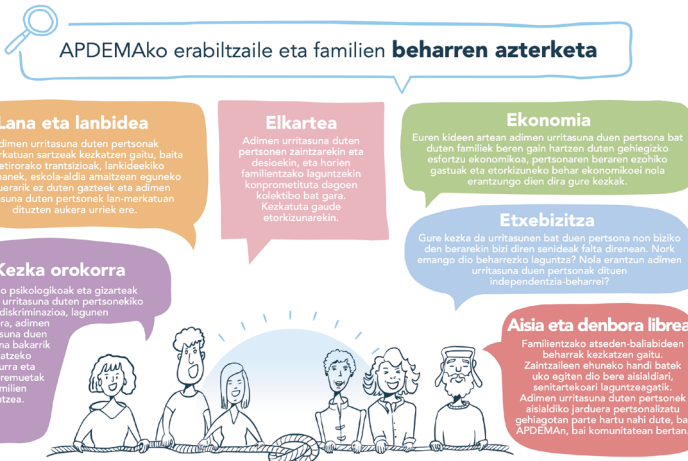 APDEMAko erabiltzaile eta familien beharren azterketa
Lana eta lanbidea
dimen urritasuna duten pertsonak
rkatuan sartzeak kezkatzen gaitu, baita
etirorako trantsizioak, lankideekiko
nanek, eskola-aldia amaitzean eguneko
uerarik ez duten gazteek eta adimen
suna duten pertsonek lan-merkatuan
dituzten aukera urriek ere.
Elkartea
Adimen urritasuna duten
pertsonen zaintzarekin eta
desioekin, eta horien
familientzako laguntzekin
konprometituta dagoen
kolektibo bat gara.
Kezkatuta gaude
etorkizunarekin.
Ekonomia
Euren kideen artean adimen urritasuna duen pertsona bat
duten familiek beren gain hartzen duten gehiegizko
esfortzu ekonomikoa, pertsonaren beraren ezohiko
gastuak eta etorkizuneko behar ekonomikoei nola
erantzungo dien dira gure kezkak.
Etxebizitza
Gure kezka da urritasunen bat duen pertsona non biziko
den berarekin bizi diren senideak falta direnean. Nork
emango dio beharrezko laguntza? Nola erantzun adimen
urritasuna duen pertsonak dituen
independentzia-beharrei?
Kezka orokorra
o psikologikoak eta gizarteak
urritasuna duten pertsonekiko
diskriminazioa, lagunen
ra, adimen
suna duen
na bakarrik
atzeko
urra eta
remuetak
milien
tzea.
Aisia eta denbora librea
Familientzako atseden-baliabideen
beharrak kezkatzen gaitu.
Zaintzaileen ehuneko handi batek
uko egiten dio bere aisialdiari,
senitartekoari laguntzeagatik.
Adimen urritasuna duten pertsonek
aisialdiko jarduera pertsonalizatu
gehiagotan parte hartu nahi dute, ba
APDEMAn, bai komunitatean bertan.